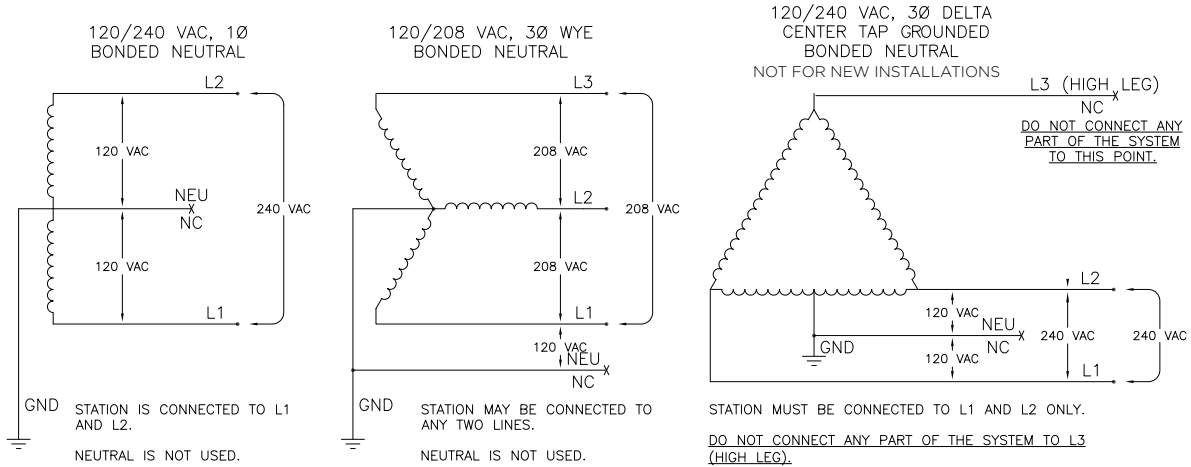 120/240 VAC, 1Ø
BONDED NEUTRAL
L2
120 VAC
NEU
NC
240 VAC
120 VAC
L1
GND
STATION IS CONNECTED TO L1
AND L2.
NEUTRAL IS NOT USED.
120/208 VAC, 3Ø WYE
BONDED NEUTRAL
L3
208 VAC
L2
208 VAC
208 VAC
L1
120 VAC
NEU
NC
GND
STATION MAY BE CONNECTED TO
ANY TWO LINES.
NEUTRAL IS NOT USED.
120/240 VAC, 3Ø DELTA
CENTER TAP GROUNDED
BONDED NEUTRAL
NOT FOR NEW INSTALLATIONS
L3 (HIGH LEG)
NC
DO NOT CONNECT ANY
PART OF THE SYSTEM
TO THIS POINT.
L2
120 VAC
NEU
NC
GND
240 VAC
240 VAC
120 VAC
L1
STATION MUST BE CONNECTED TO L1 AND L2 ONLY.
DO NOT CONNECT ANY PART OF THE SYSTEM TO L3
(HIGH LEG).